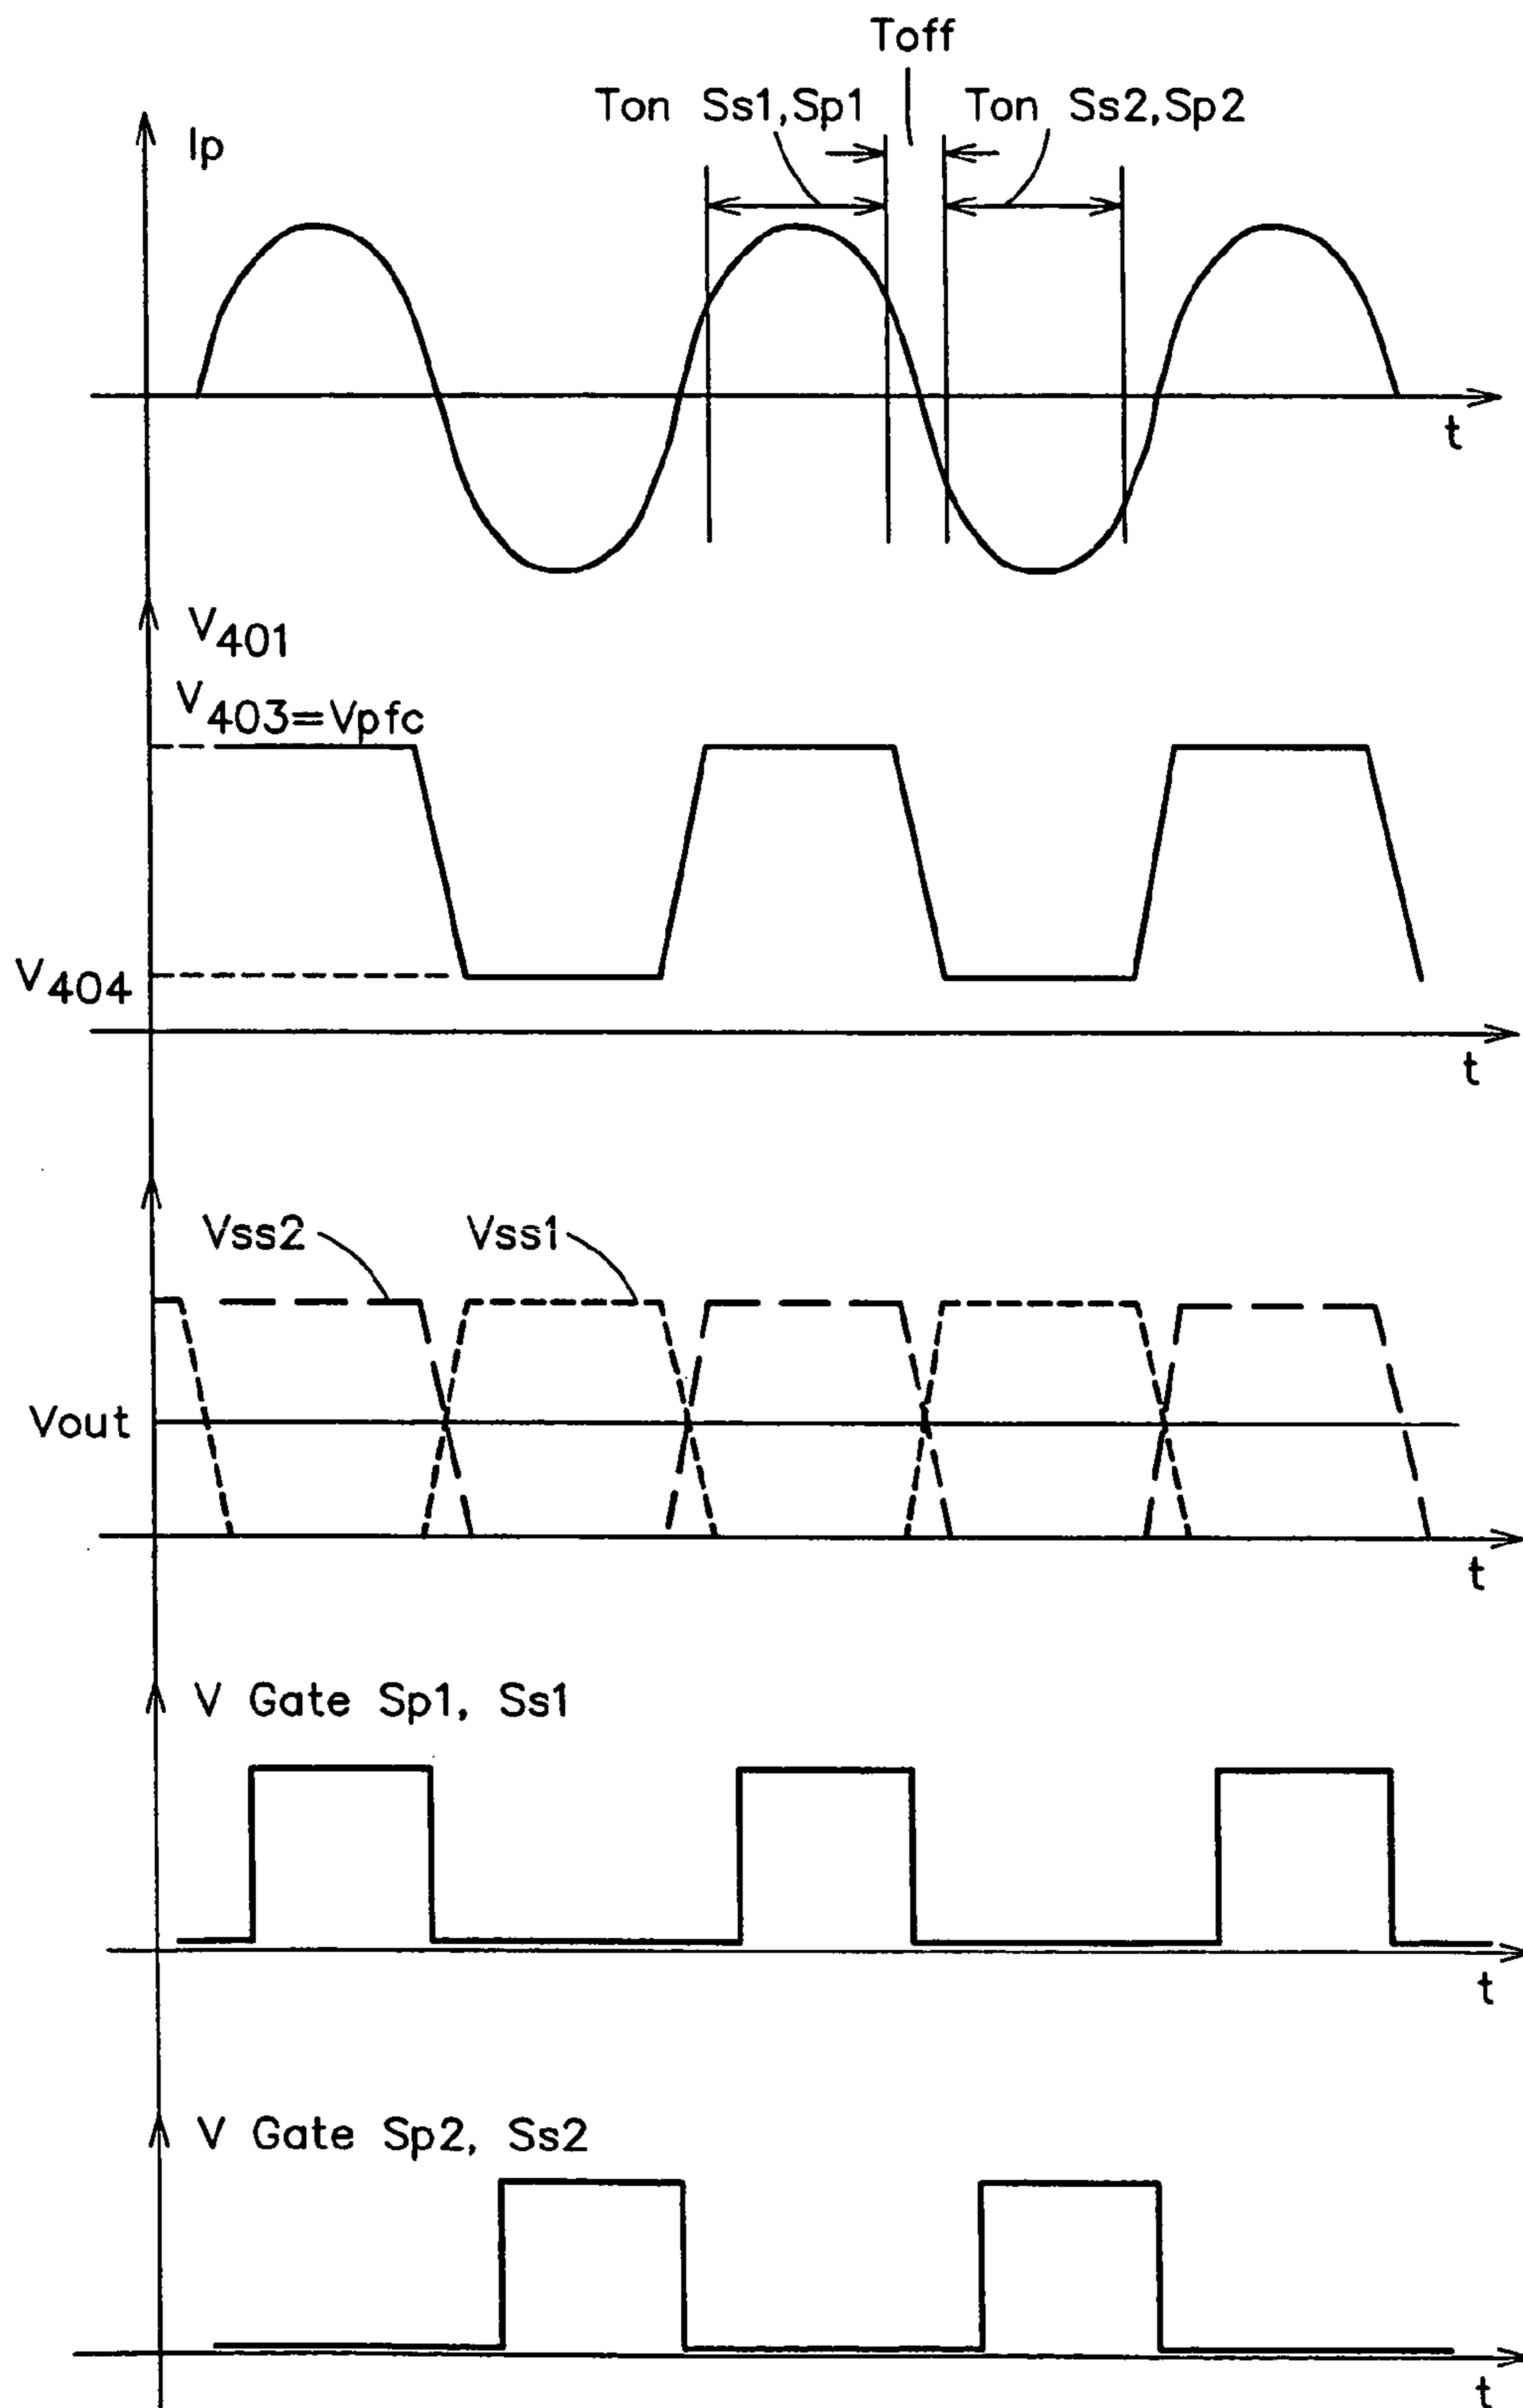 Toff
Ton Ss1,Sp1
Ton Ss2,Sp2
Ip
t
V401
V403=Vpfc
V404
t
Vss2
Vss1
Vout
t
V Gate Sp1, Ss1
t
V Gate Sp2, Ss2
t